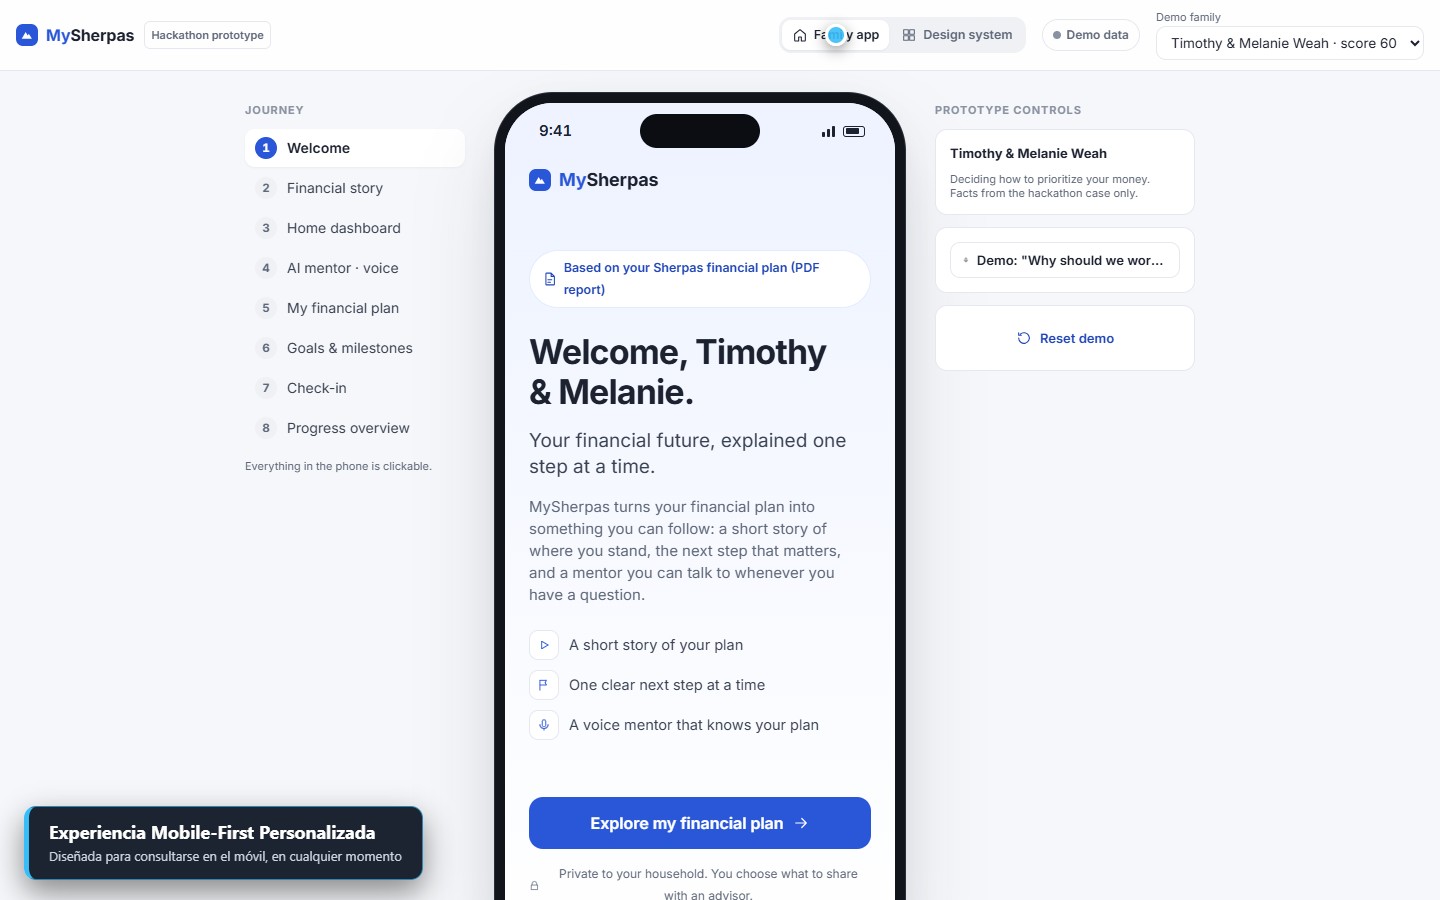 MySherpas
Hackathon prototype
Family app
Design system
Demo data
Demo family
Timothy & Melanie Weah · score 60
JOURNEY
1 Welcome
2 Financial story
3 Home dashboard
4 AI mentor · voice
5 My financial plan
6 Goals & milestones
7 Check-in
8 Progress overview
Everything in the phone is clickable.
9:41
MySherpas
Based on your Sherpas financial plan (PDF
report)
Welcome, Timothy
& Melanie.
Your financial future, explained one
step at a time.
MySherpas turns your financial plan into
something you can follow: a short story of
where you stand, the next step that matters,
and a mentor you can talk to whenever you
have a question.
A short story of your plan
One clear next step at a time
A voice mentor that knows your plan
Explore my financial plan
Private to your household. You choose what to share
with an advisor.
PROTOTYPE CONTROLS
Timothy & Melanie Weah
Deciding how to prioritize your money.
Facts from the hackathon case only.
Demo: "Why should we wor...
Reset demo
Experiencia Mobile-First Personalizada
Diseñada para consultarse en el móvil, en cualquier momento